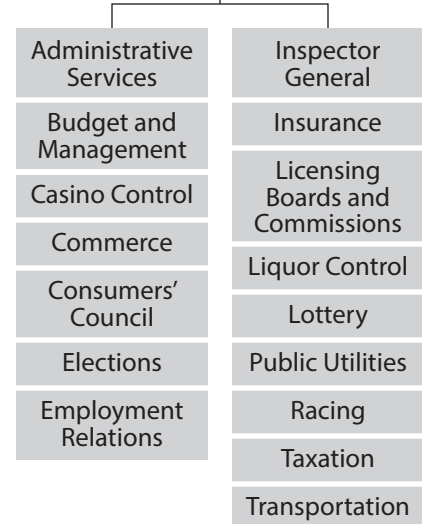 Administrative
Services
Budget and
Management
Casino Control
Commerce
Consumers’
Council
Elections
Employment
Relations
Inspector
General
Insurance
Licensing
Boards and
Commissions
Liquor Control
Lottery
Public Utilities
Racing
Taxation
Transportation